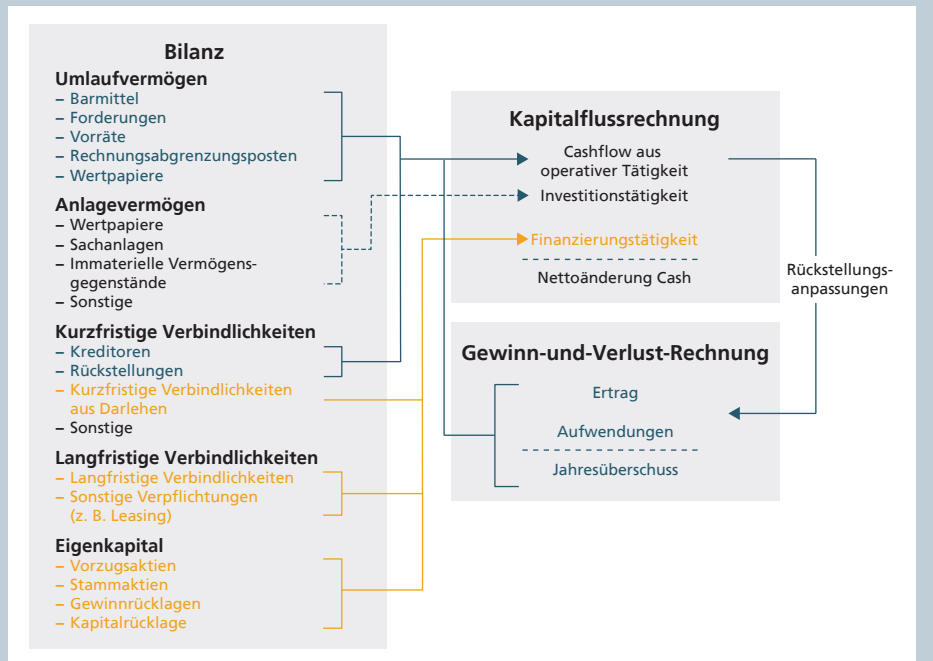 Bilanz
Umlaufvermögen
– Barmittel
– Forderungen
– Vorräte
– Rechnungsabgrenzungsposten
– Wertpapiere
Anlagevermögen
– Wertpapiere
– Sachanlagen
– Immaterielle Vermögens-
gegenstände
– Sonstige
Kurzfristige Verbindlichkeiten
– Kreditoren
– Rückstellungen
– Kurzfristige Verbindlichkeiten
aus Darlehen
– Sonstige
Langfristige Verbindlichkeiten
– Langfristige Verbindlichkeiten
– Sonstige Verpflichtungen
(z. B. Leasing)
Eigenkapital
– Vorzugsaktien
– Stammaktien
– Gewinnrücklagen
– Kapitalrücklage
Kapitalflussrechnung
Cashflow aus
operativer Tätigkeit
Investitionstätigkeit
Finanzierungstätigkeit
Nettoänderung Cash
Gewinn-und-Verlust-Rechnung
Ertrag
Aufwendungen
Jahresüberschuss
Rückstellungs-
anpassungen